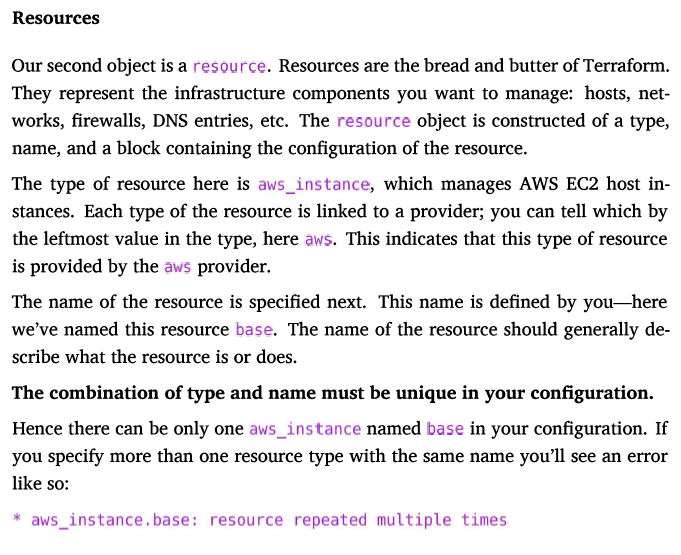 Resources
Our second object is a resource. Resources are the bread and butter of Terraform.
They represent the infrastructure components you want to manage: hosts, net-
works, firewalls, DNS entries, etc. The resource object is constructed of a type,
name, and a block containing the configuration of the resource.
The type of resource here is aws_instance, which manages AWS EC2 host in-
stances. Each type of the resource is linked to a provider; you can tell which by
the leftmost value in the type, here aws. This indicates that this type of resource
is provided by the aws provider.
The name of the resource is specified next. This name is defined by you—here
we've named this resource base. The name of the resource should generally de-
scribe what the resource is or does.
The combination of type and name must be unique in your configuration.
Hence there can be only one aws_instance named base in your configuration. If
you specify more than one resource type with the same name you'll see an error
like so:
* aws_instance.base: resource repeated multiple times